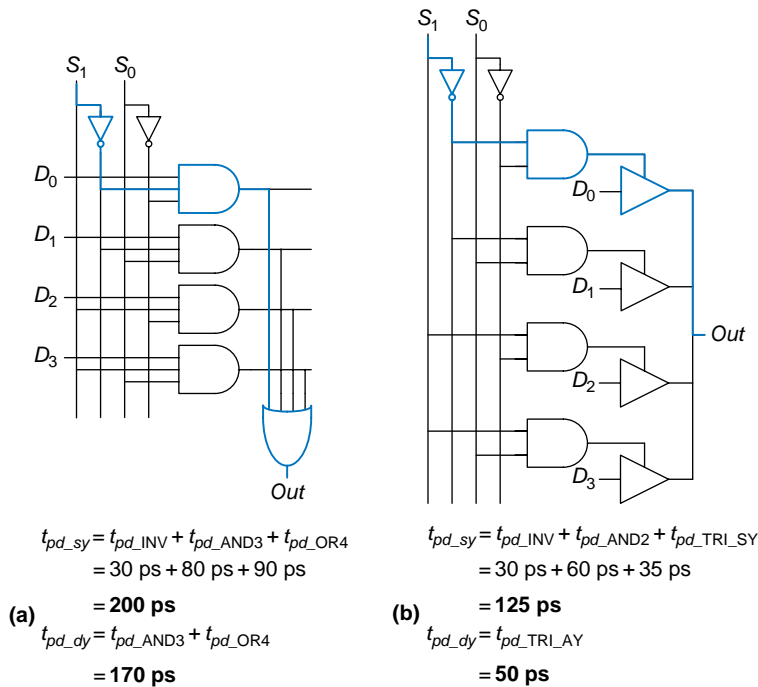 S1 S0
D0
D1
D2
D3
Out
tpd_sy = tpd_INV + tpd_AND3 + tpd_OR4
= 30 ps + 80 ps + 90 ps
= 200 ps
(a)
tpd_dy = tpd_AND3 + tpd_OR4
= 170 ps
S1 S0
D0
D1
Out
D2
D3
tpd_sy = tpd_INV + tpd_AND2 + tpd_TRI_SY
= 30 ps + 60 ps + 35 ps
= 125 ps
(b)
tpd_dy = tpd_TRI_AY
= 50 ps